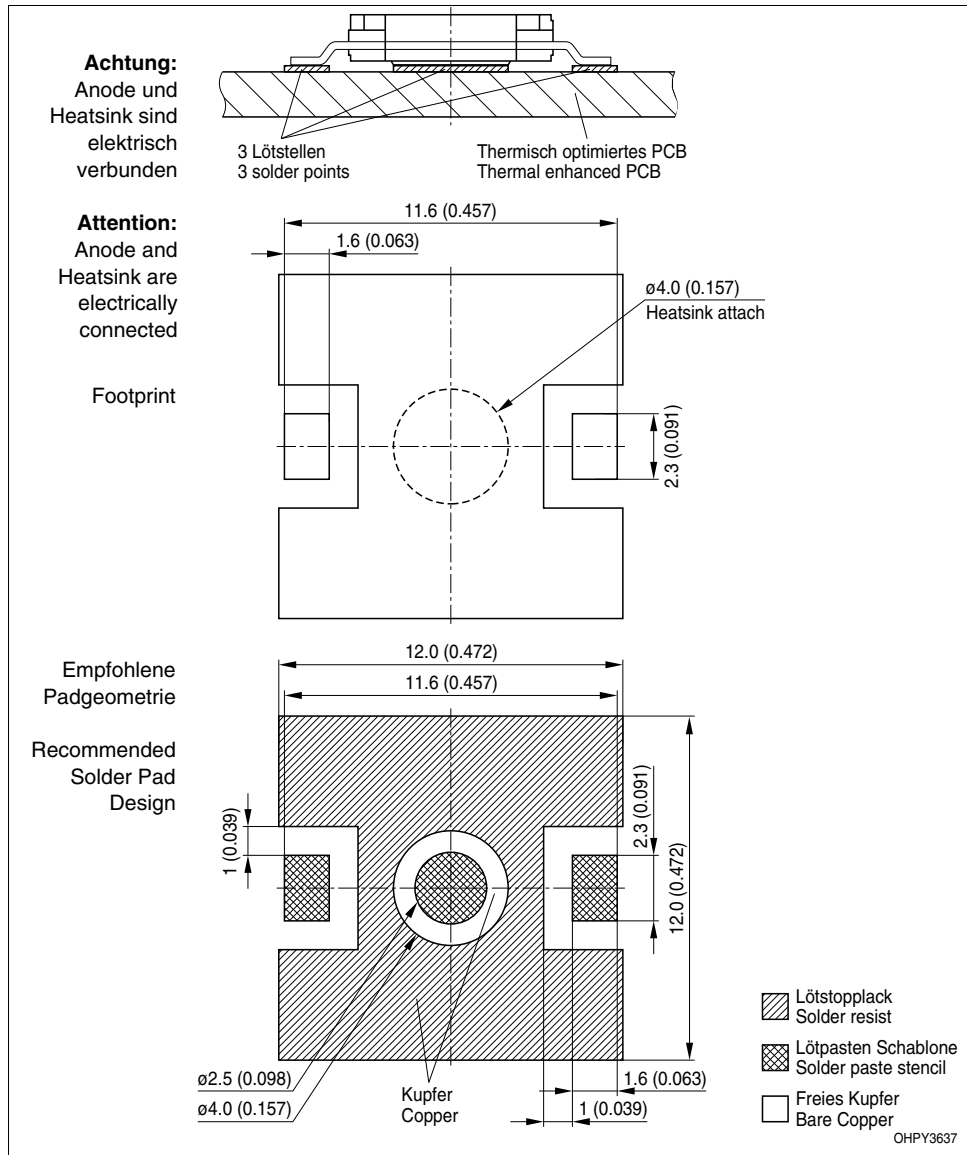 Achtung:
Anode und
Heatsink sind
elektrisch
verbunden
3 Lötstellen
3 solder points
Thermisch optimiertes PCB
Thermal enhanced PCB
Attention:
Anode and
Heatsink are
electrically
connected
Footprint
11.6 (0.457)
1.6 (0.063)
ø4.0 (0.157)
Heatsink attach
2.3 (0.091)
Empfohlene
Padgeometrie
Recommended
Solder Pad
Design
12.0 (0.472)
11.6 (0.457)
1 (0.039)
2.3 (0.091)
12.0 (0.472)
ø2.5 (0.098)
ø4.0 (0.157)
Kupfer
Copper
1.6 (0.063)
1 (0.039)
Lötstopplack
Solder resist
Lötpasten Schablone
Solder paste stencil
Freies Kupfer
Bare Copper
OHPY3637